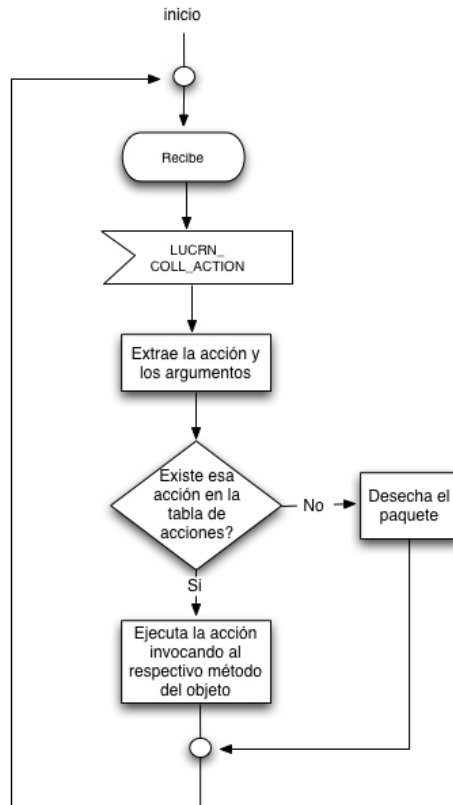 inicio
Recibe
LUCRN_
COLL_ACTION
Extrae la acción y
los argumentos
Existe esa
acción en la
tabla de
acciones?
No
Desecha el
paquete
Si
Ejecuta la acción
invocando al
respectivo método
del objeto